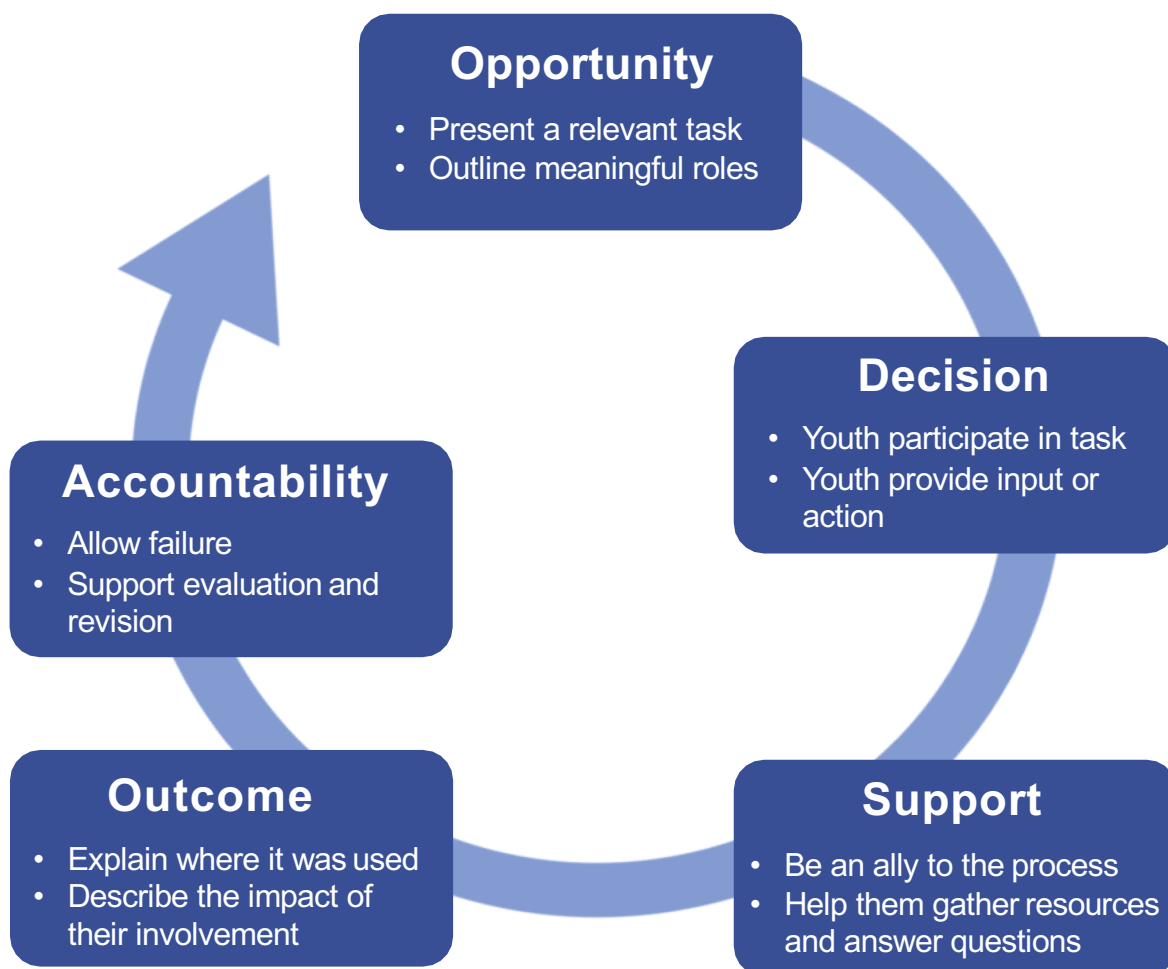 Opportunity
• Present a relevant task
• Outline meaningful roles
Decision
• Youth participate in task
• Youth provide input or
action
Support
• Be an ally to the process
• Help them gather resources
and answer questions
Outcome
• Explain where it was used
• Describe the impact of
their involvement
Accountability
• Allow failure
• Support evaluation and
revision